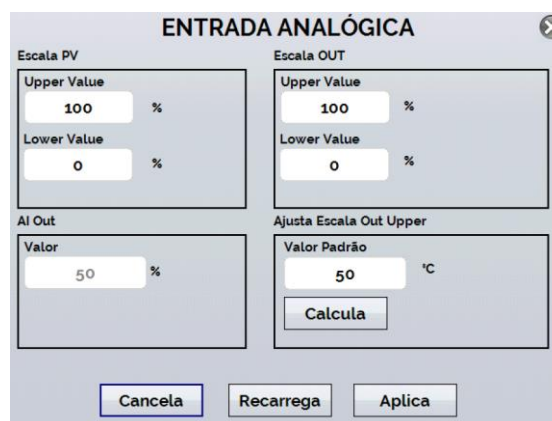 ENTRADA ANALÓGICA
Escala PV
Upper Value
100 %
Lower Value
0 %
Escala OUT
Upper Value
100 %
Lower Value
0 %
AI Out
Valor
50 %
Ajusta Escala Out Upper
Valor Padrão
50 °C
Calcula
Cancela Recarrega Aplica